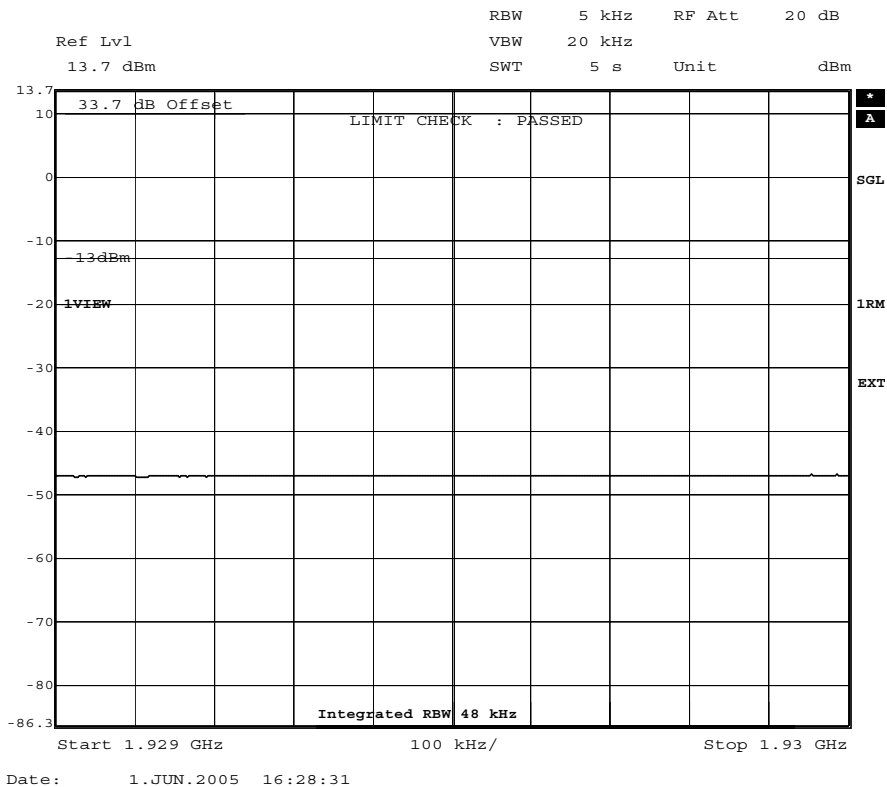 RBW 5 kHz RF Att 20 dB
Ref Lvl VBW 20 kHz
13.7 dBm SWT 5 s Unit dBm
13.7
33.7 dB Offset
*
10
LIMIT CHECK : PASSED
A
0
SGL
-10
-13dBm
-20
1VIEW
1RM
-30
EXT
-40
-50
-60
-70
-80
Integrated RBW 48 kHz
-86.3
Start 1.929 GHz 100 kHz/ Stop 1.93 GHz
Date: 1.JUN.2005 16:28:31